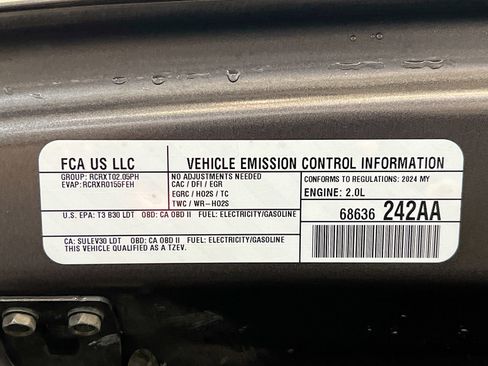 FCA US LLC
VEHICLE EMISSION CONTROL INFORMATION
GROUP: RCRXT02.05PH
EVAP: RCRXR0155FEH
NO ADJUSTMENTS NEEDED
CAC / DFI / EGR
EGRC / HO2S / TC
TWC / WR-HO2S
CONFORMS TO REGULATIONS: 2024 MY
ENGINE: 2.0L
U.S. EPA: T3 B30 LDT OBD: CA OBD II FUEL: ELECTRICITY/GASOLINE
68636 242AA
CA: SULEV30 LDT OBD: CA OBD II FUEL: ELECTRICITY/GASOLINE
THIS VEHICLE QUALIFIED AS A TZEV.